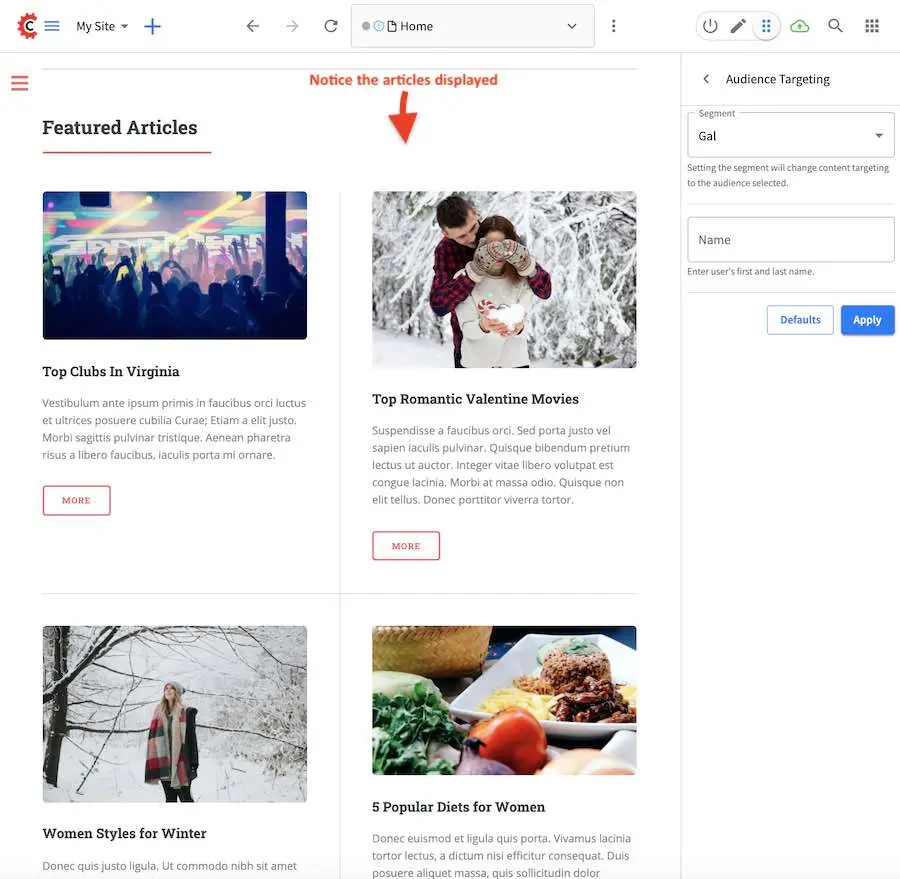 My Site
Home
Notice the articles displayed
Featured Articles
Top Clubs In Virginia
Vestibulum ante ipsum primis in faucibus orci luctus
et ultrices posuere cubilia Curae; Etiam a elit justo.
Morbi sagittis pulvinar tristique. Aenean pharetra
risus a libero faucibus, iaculis porta mi ornare.
MORE
Top Romantic Valentine Movies
Suspendisse a faucibus orci. Sed porta justo vel
sapien iaculis pulvinar. Quisque bibendum pretium
lectus ut auctor. Integer vitae libero volutpat est
congue lacinia. Morbi at massa odio. Quisque non
elit tellus. Donec porttitor viverra tortor.
MORE
Women Styles for Winter
Donec quis justo ligula. Ut commodo nibh sit amet
5 Popular Diets for Women
Donec euismod et ligula quis porta. Vivamus lacinia
tortor lectus, a dictum nisi efficitur consequat. Duis
posuere aliquet massa, quis sollicitudin dolor
Audience Targeting
Segment
Gal
Setting the segment will change content targeting
to the audience selected.
Name
Enter user's first and last name.
Defaults
Apply